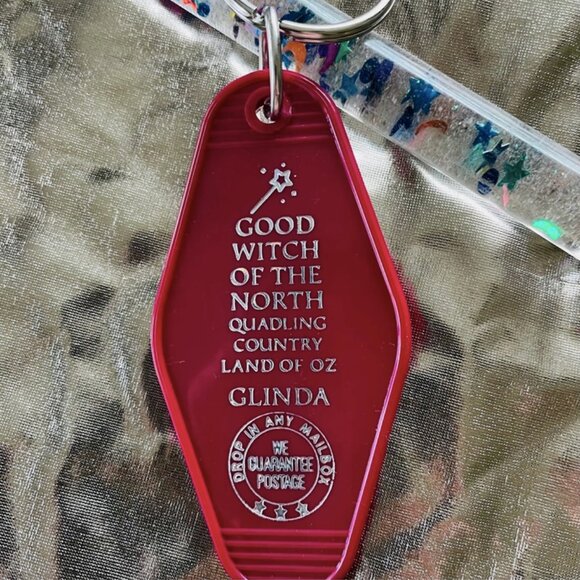 GOOD
WITCH
OF THE
NORTH
QUADLING
COUNTRY
LAND OF OZ
GLINDA
DROP IN ANY MAILBOX
WE
GUARANTEE
POSTAGE